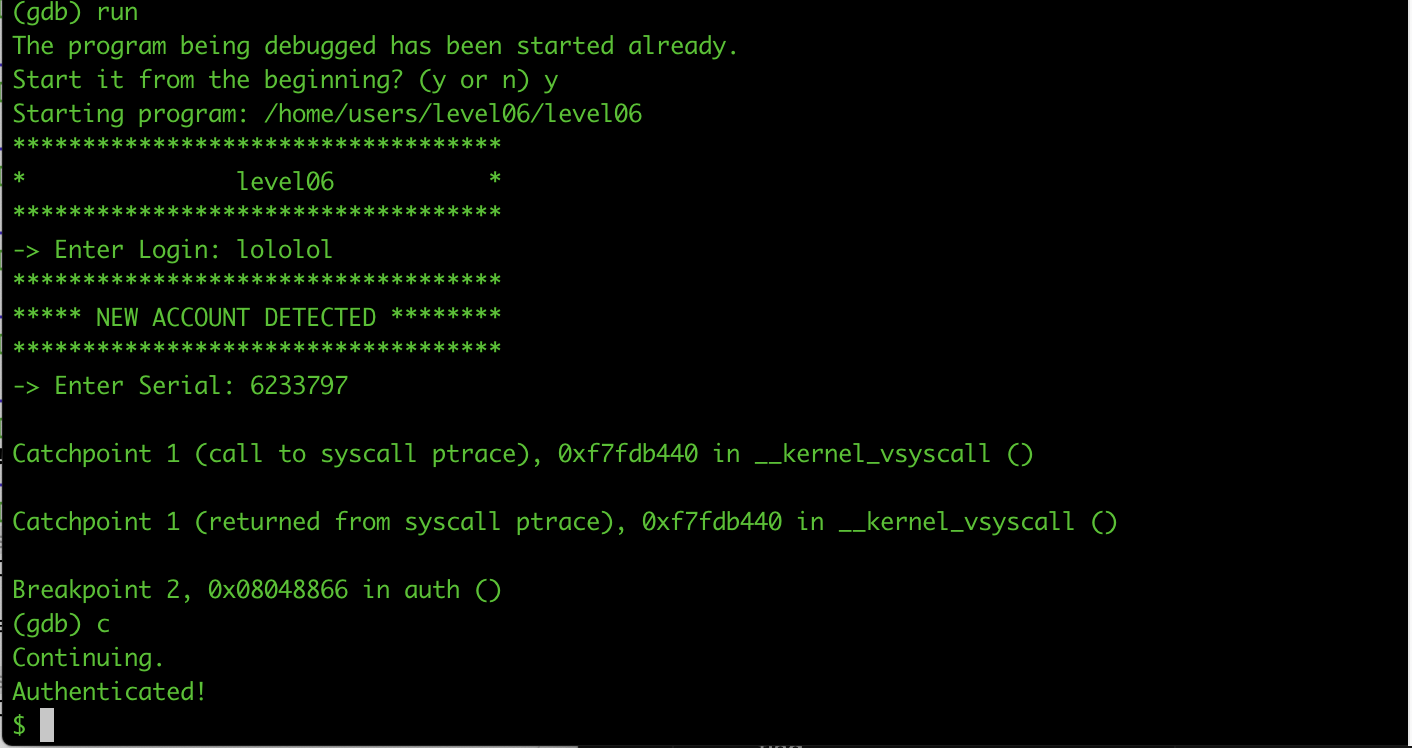 (gdb) run
The program being debugged has been started already.
Start it from the beginning? (y or n) y
Starting program: /home/users/level06/level06
***********************************
*               level06           *
***********************************
-> Enter Login: lololol
***********************************
***** NEW ACCOUNT DETECTED ********
***********************************
-> Enter Serial: 6233797
Catchpoint 1 (call to syscall ptrace), 0xf7fdb440 in __kernel_vsyscall ()
Catchpoint 1 (returned from syscall ptrace), 0xf7fdb440 in __kernel_vsyscall ()
Breakpoint 2, 0x08048866 in auth ()
(gdb) c
Continuing.
Authenticated!
$